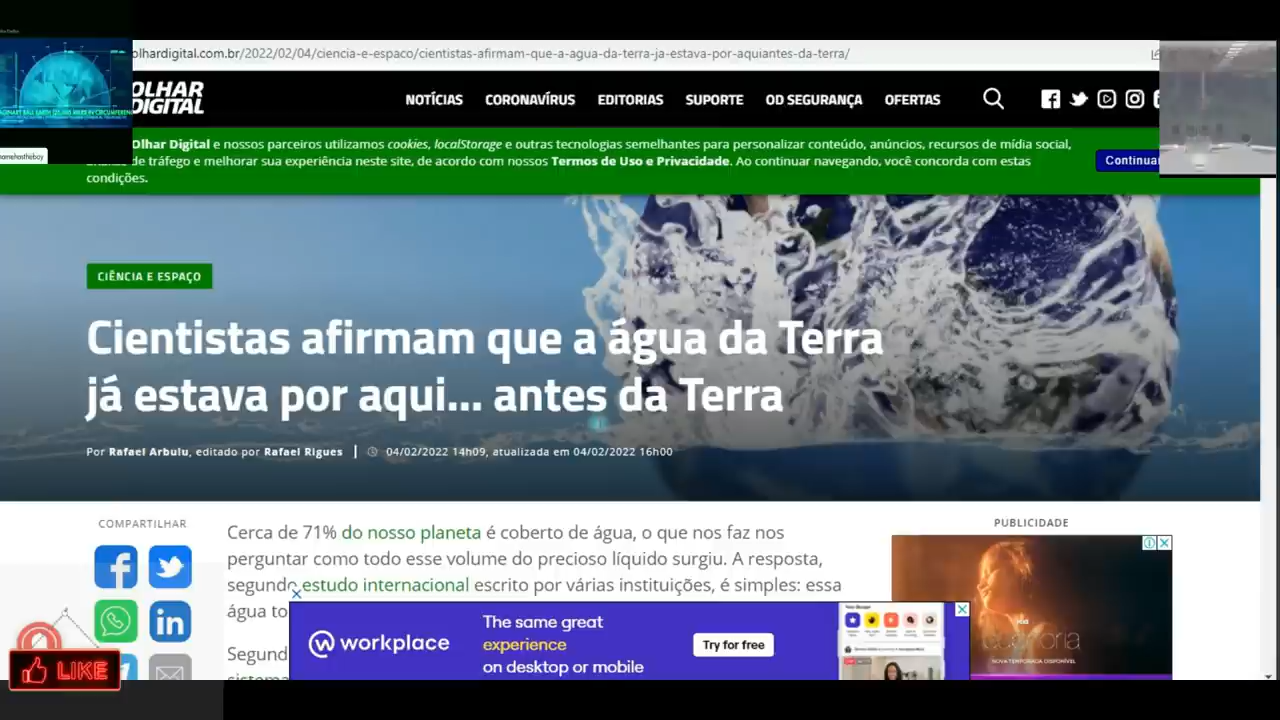 olhardigital.com.br/2022/02/04/ciencia-e-espaco/cientistas-afirmam-que-a-agua-da-terra-ja-estava-por-aquiantes-da-terra/
OLHAR
DIGITAL
NOTÍCIAS CORONAVÍRUS EDITORIAS SUPORTE OD SEGURANÇA OFERTAS
Olhar Digital e nossos parceiros utilizamos cookies, localStorage e outras tecnologias semelhantes para personalizar conteúdo, anúncios, recursos de mídia social,
de tráfego e melhorar sua experiência neste site, de acordo com nossos Termos de Uso e Privacidade. Ao continuar navegando, você concorda com estas
condições.
Continuar
CIÊNCIA E ESPAÇO
Cientistas afirmam que a água da Terra
já estava por aqui... antes da Terra
Por Rafael Arbulu, editado por Rafael Rigues | 04/02/2022 14h09, atualizada em 04/02/2022 16h00
COMPARTILHAR
Cerca de 71% do nosso planeta é coberto de água, o que nos faz nos
perguntar como todo esse volume do precioso líquido surgiu. A resposta,
segundo estudo internacional escrito por várias instituições, é simples: essa
água to
Segund
sistema
PUBLICIDADE
NOVA TEMPORADA DISPONÍVEL
workplace
The same great
experience
on desktop or mobile
Try for free
LIKE